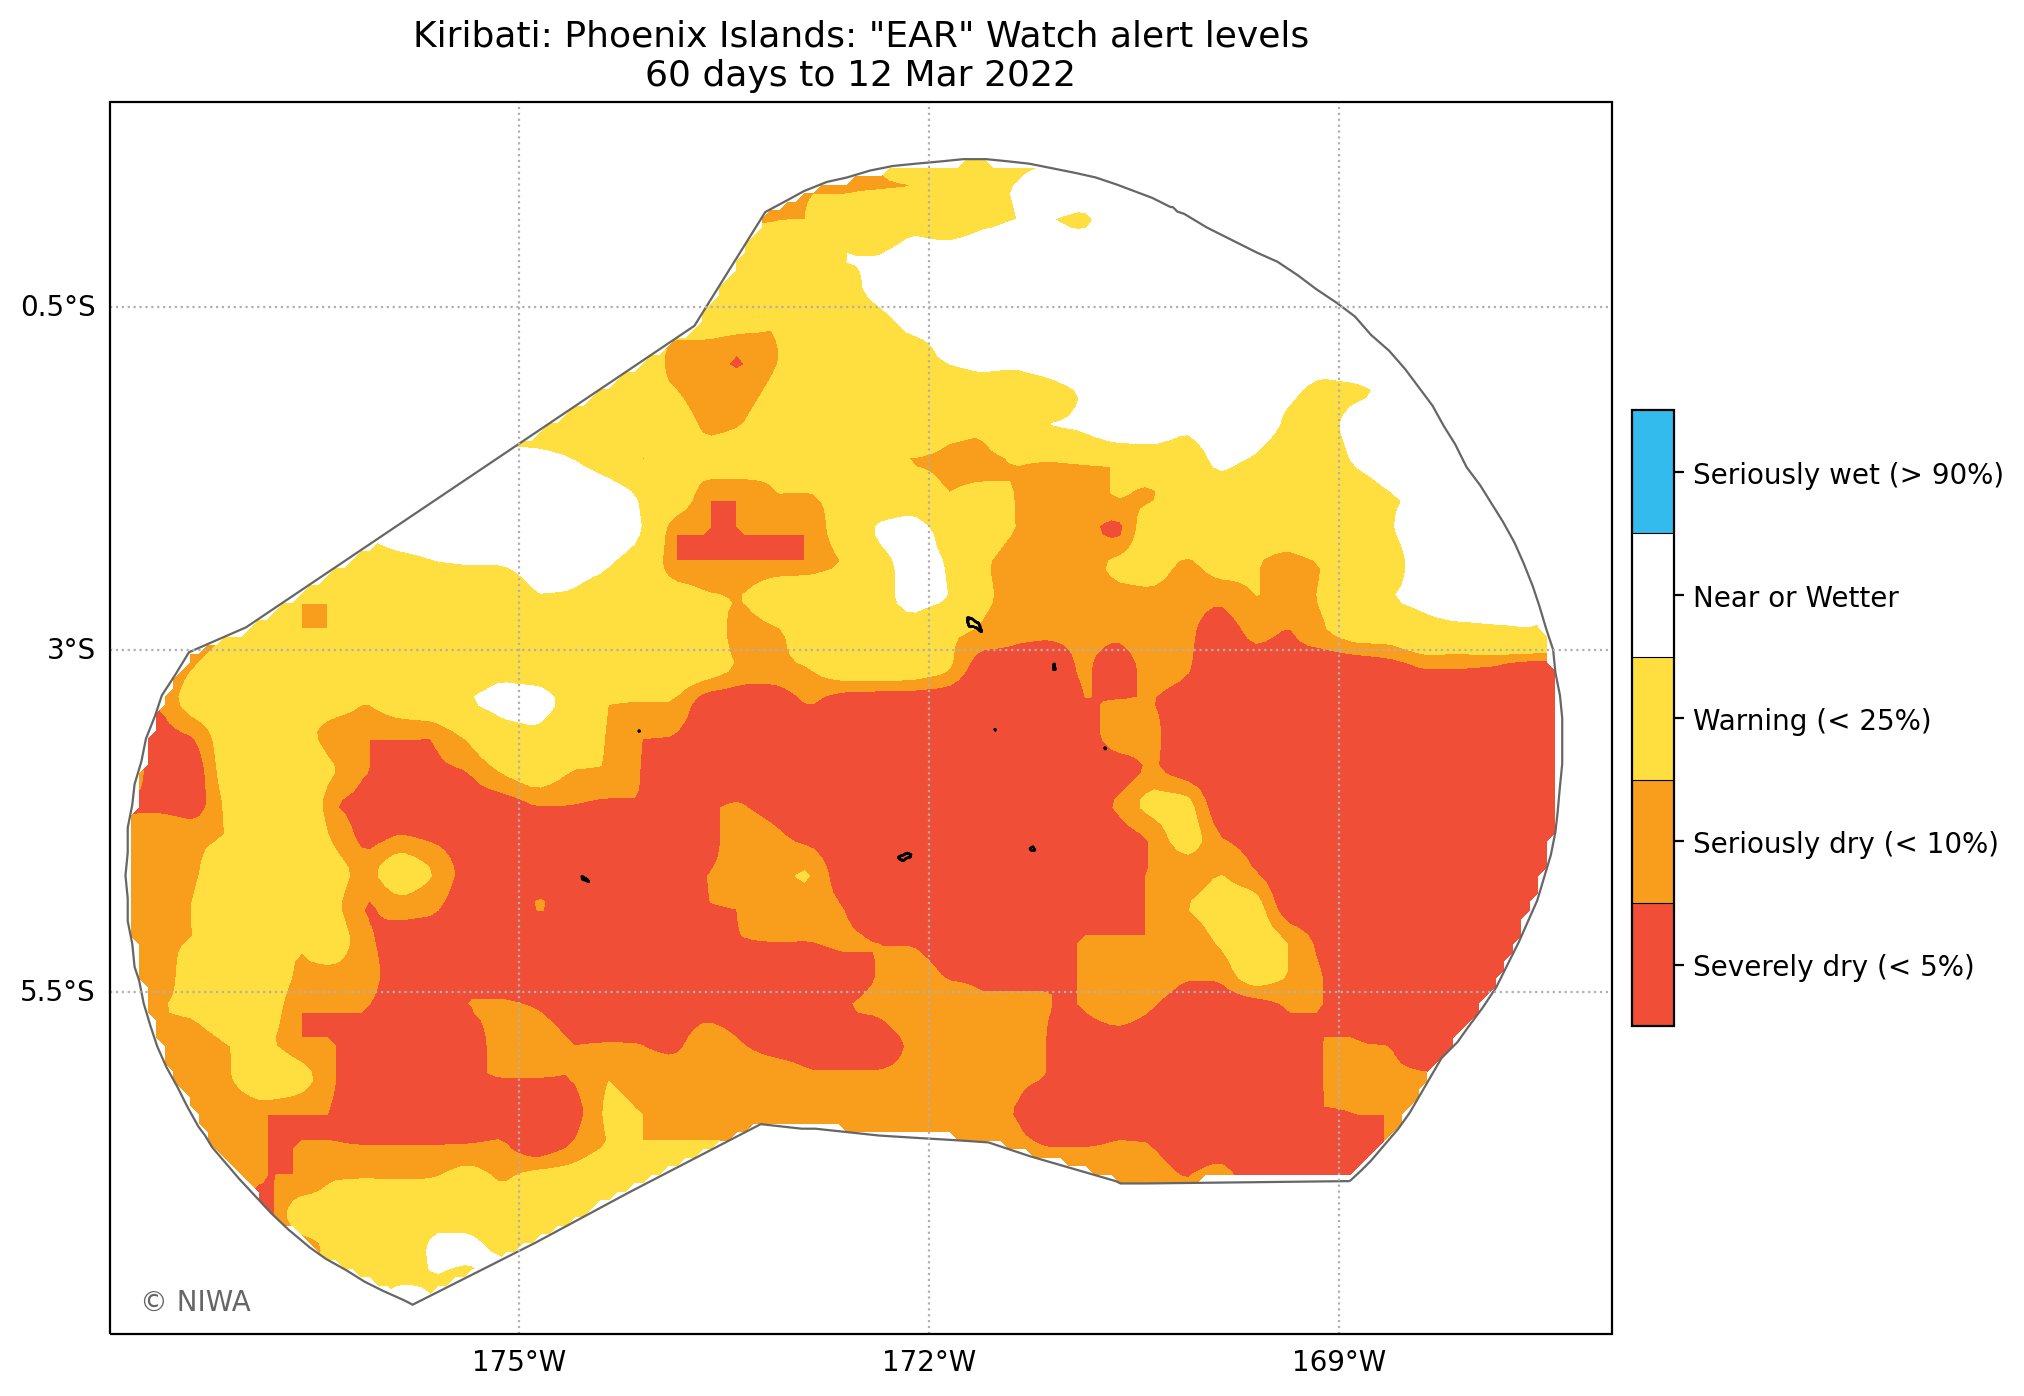 Kiribati: Phoenix Islands: "EAR" Watch alert levels
60 days to 12 Mar 2022
0.5°S
3°S
5.5°S
175°W
172°W
169°W
Seriously wet (> 90%)
Near or Wetter
Warning (< 25%)
Seriously dry (< 10%)
Severely dry (< 5%)
© NIWA